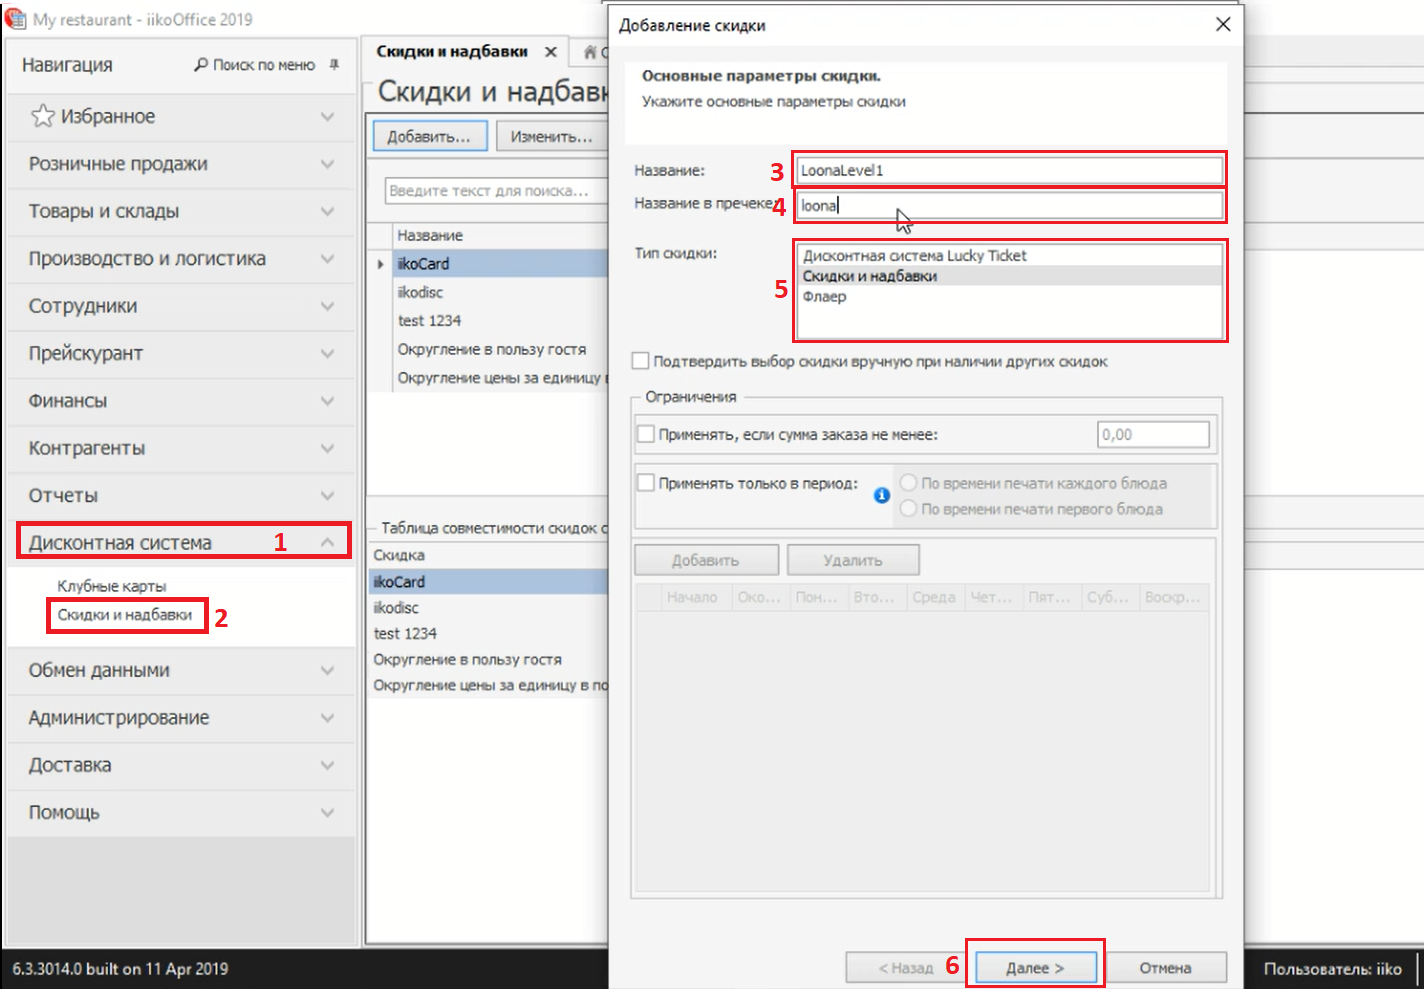 My restaurant - iikoOffice 2019
Навигация
Поиск по меню
Избранное
Розничные продажи
Товары и склады
Производство и логистика
Сотрудники
Прейскурант
Финансы
Контрагенты
Отчеты
Дисконтная система 1
Клубные карты
Скидки и надбавки 2
Обмен данными
Администрирование
Доставка
Помощь
Скидки и надбавки
С
Скидки и надбавк
Добавить...
Изменить...
Введите текст для поиска...
Название
iikoCard
iikodisc
test 1234
Округление в пользу гостя
Округление цены за единицу в
Таблица совместимости скидок с
Скидка
iikoCard
iikodisc
test 1234
Округление в пользу гостя
Округление цены за единицу в по
Добавление скидки
Основные параметры скидки.
Укажите основные параметры скидки
Название: 3 LoonaLevel1
Название в пречеке: 4 loona
Тип скидки:
5
Дисконтная система Lucky Ticket
Скидки и надбавки
Флаер
Подтвердить выбор скидки вручную при наличии других скидок
Ограничения
Применять, если сумма заказа не менее: 0,00
Применять только в период:
По времени печати каждого блюда
По времени печати первого блюда
Добавить
Удалить
Начало Око... Пон... Вто... Среда Чет... Пят... Суб... Воскр...
< Назад 6 Далее > Отмена
6.3.3014.0 built on 11 Apr 2019
Пользователь: iiko